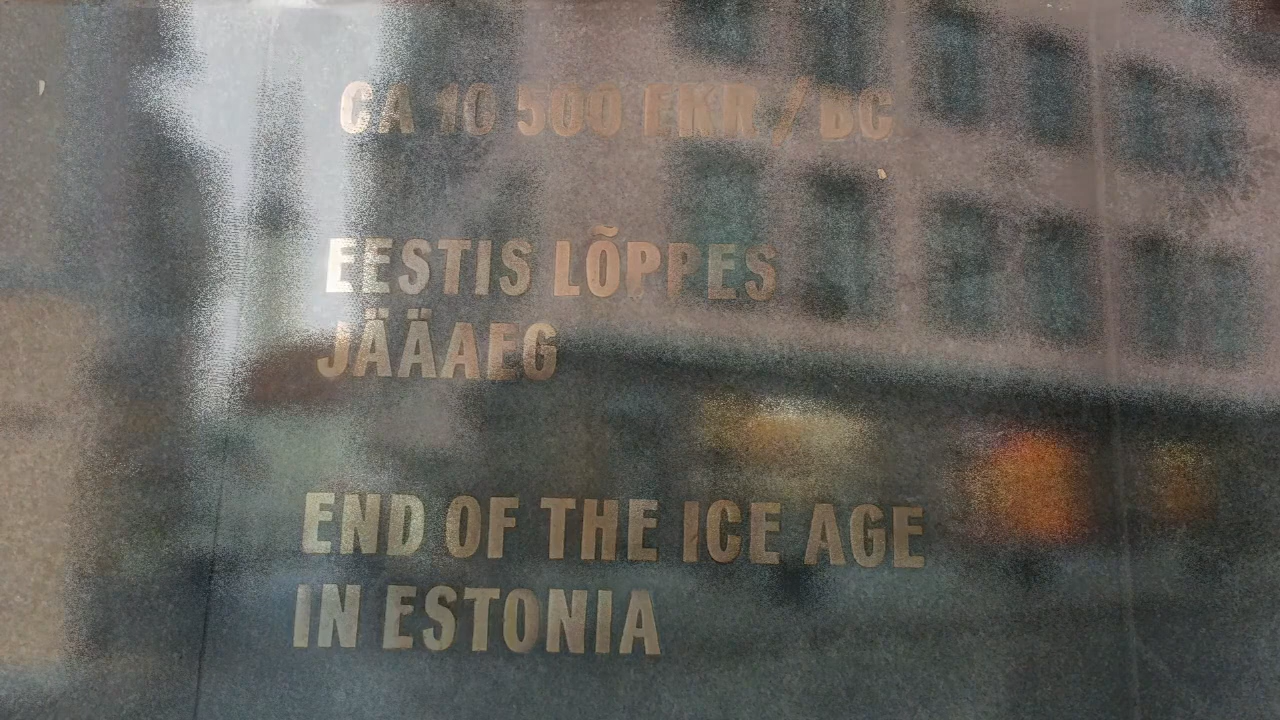 CA 10 500 EKR / BC
EESTIS LÕPPES
JÄÄAEG
END OF THE ICE AGE
IN ESTONIA